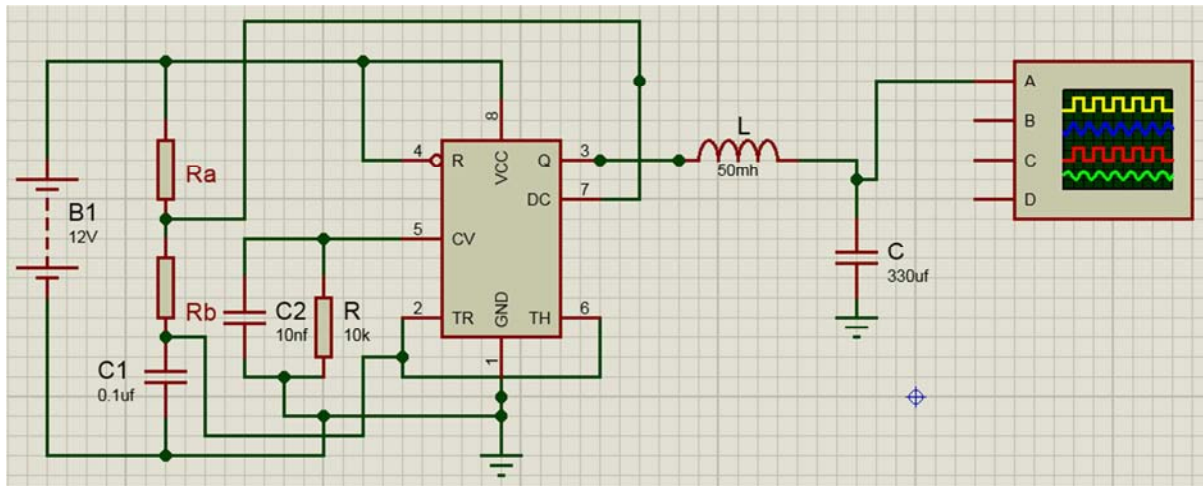 B1
12V
Ra
Rb
C1
0.1uf
C2
10nf
R
10k
8
VCC
4
R
Q
3
DC
7
5
CV
2
TR
GND
1
TH
6
L
50mh
C
330uf
A
B
C
D